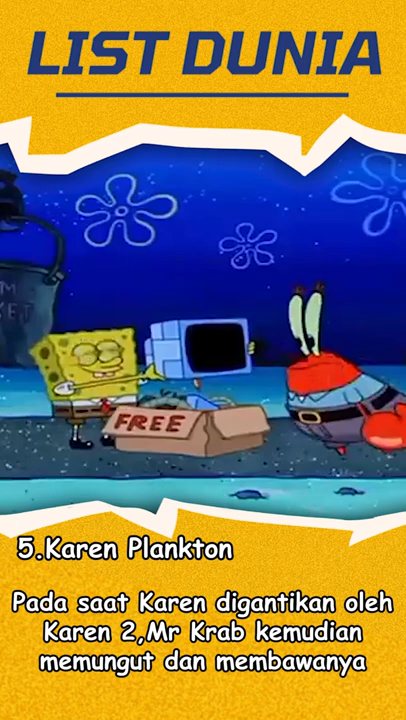 LIST DUNIA
M
KET
FREE
5.Karen Plankton
Pada saat Karen digantikan oleh
Karen 2,Mr Krab kemudian
memungut dan membawanya